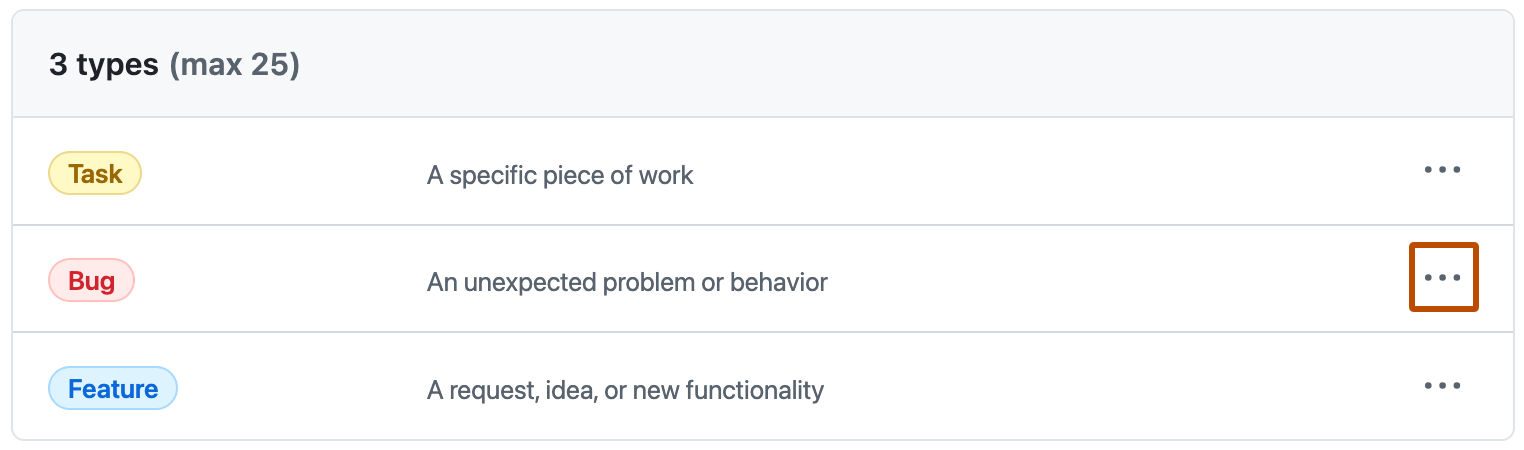 3 types (max 25)
Task A specific piece of work
Bug An unexpected problem or behavior
Feature A request, idea, or new functionality